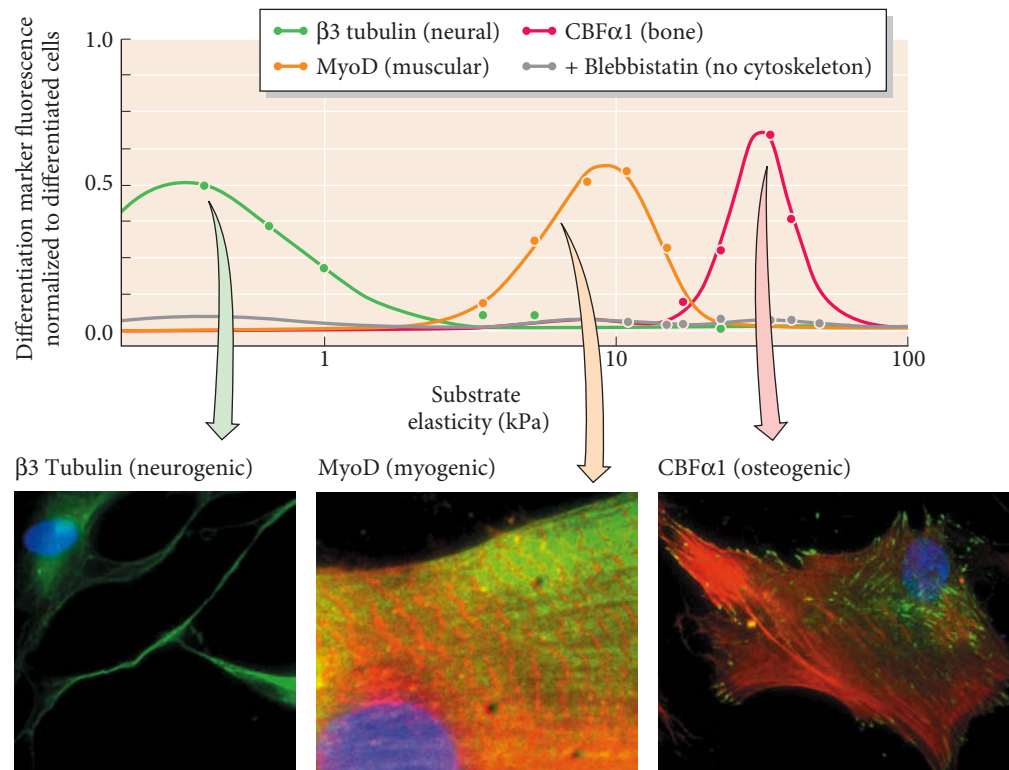 Differentiation marker fluorescence
normalized to differentiated cells
β3 tubulin (neural)
CBFα1 (bone)
MyoD (muscular)
+ Blebbistatin (no cytoskeleton)
1.0
0.5
0.0
1
10
100
Substrate
elasticity (kPa)
β3 Tubulin (neurogenic)
MyoD (myogenic)
CBFα1 (osteogenic)